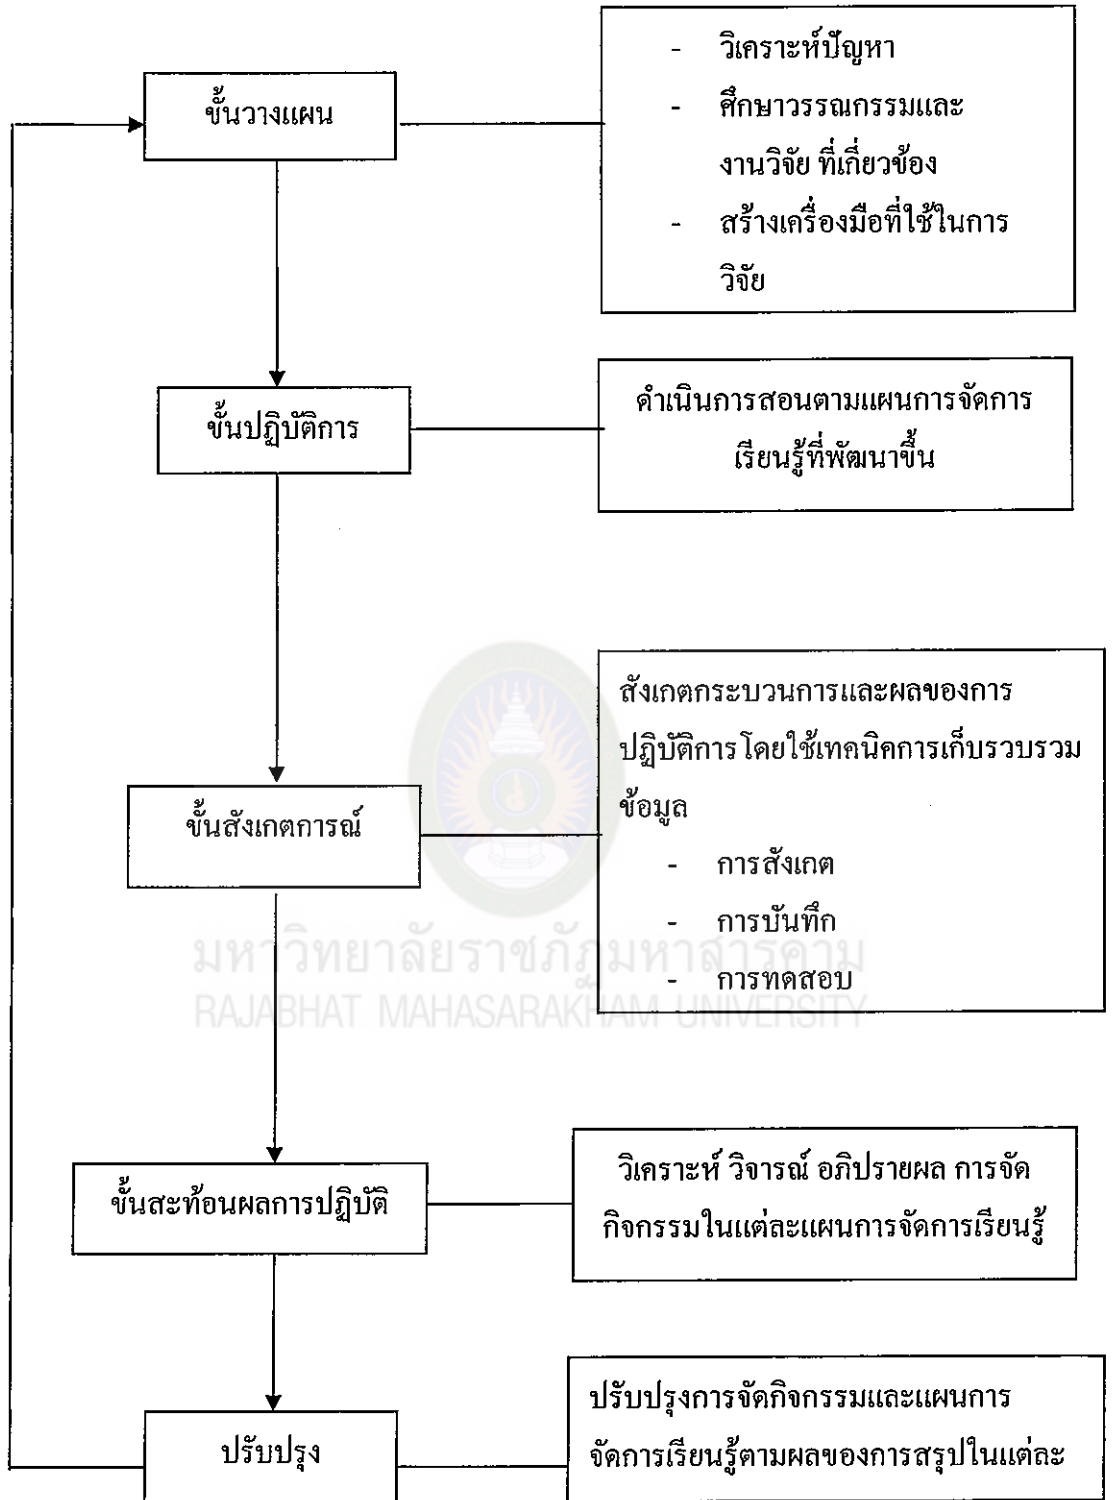 ขั้นวางแผน
- วิเคราะห์ปัญหา
- ศึกษาวรรณกรรมและ
งานวิจัย ที่เกี่ยวข้อง
- สร้างเครื่องมือที่ใช้ในการ
วิจัย
ขั้นปฏิบัติการ
ดำเนินการสอนตามแผนการจัดการ
เรียนรู้ที่พัฒนาขึ้น
ขั้นสังเกตการณ์
สังเกตกระบวนการและผลของการ
ปฏิบัติการโดยใช้เทคนิคการเก็บรวบรวม
ข้อมูล
- การสังเกต
- การบันทึก
- การทดสอบ
มหาวิทยาลัยราชภัฏมหาสารคาม
RAJABHAT MAHASARAKHAM UNIVERSITY
ขั้นสะท้อนผลการปฏิบัติ
วิเคราะห์ วิจารณ์ อภิปรายผล การจัด
กิจกรรมในแต่ละแผนการจัดการเรียนรู้
ปรับปรุง
ปรับปรุงการจัดกิจกรรมและแผนการ
จัดการเรียนรู้ตามผลของการสรุปในแต่ละ